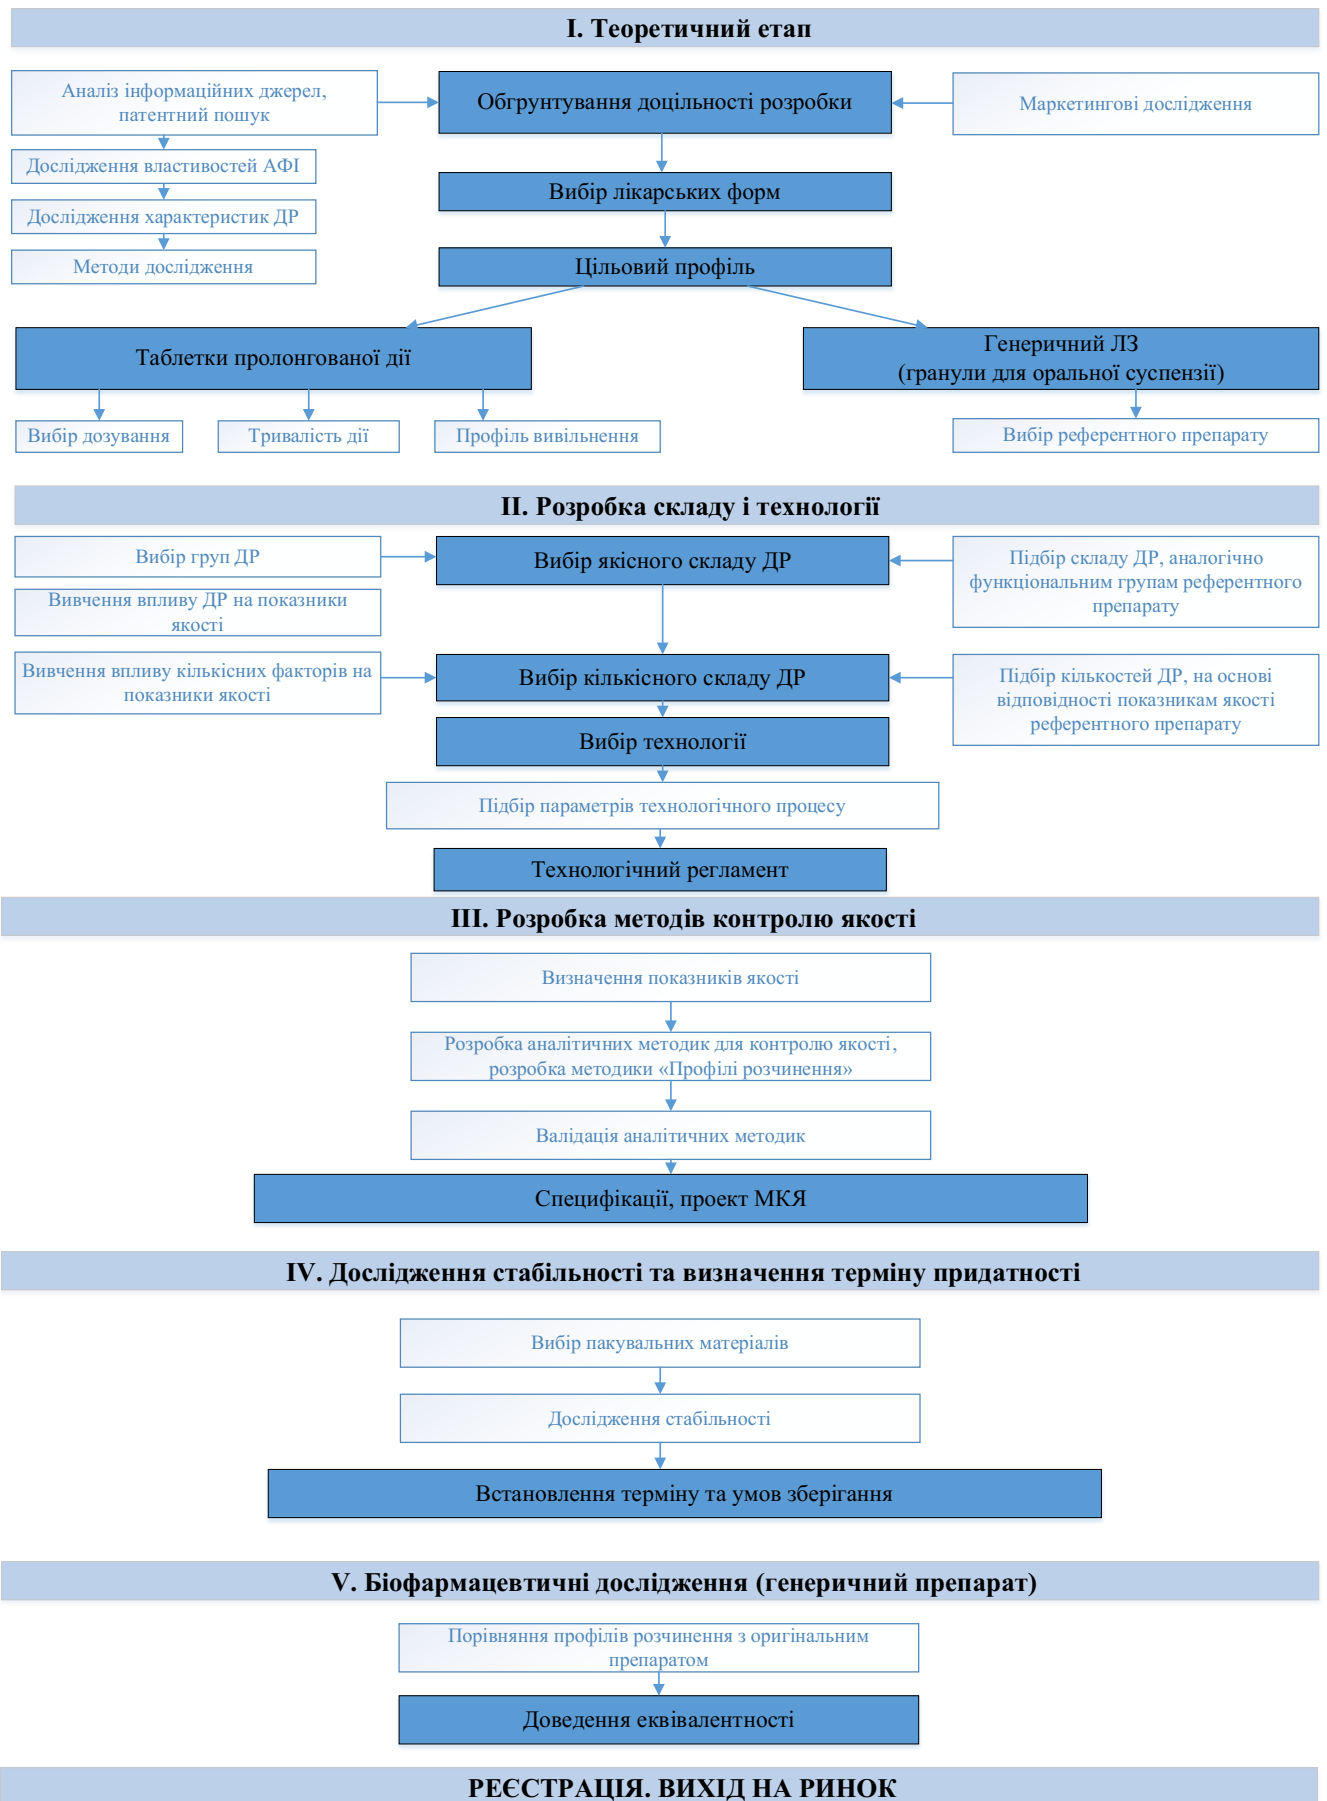 І. Теоретичний етап
Аналіз інформаційних джерел,
патентний пошук
Обгрунтування доцільності розробки
Маркетингові дослідження
Дослідження властивостей АФІ
Вибір лікарських форм
Дослідження характеристик ДР
Методи дослідження
Цільовий профіль
Таблетки пролонгованої дії
Генеричний ЛЗ
(гранули для оральної суспензії)
Вибір дозування
Тривалість дії
Профіль вивільнення
Вибір референтного препарату
ІІ. Розробка складу і технології
Вибір груп ДР
Вибір якісного складу ДР
Підбір складу ДР, аналогічно
функціональним групам референтного
препарату
Вивчення впливу ДР на показники
якості
Вивчення впливу кількісних факторів на
показники якості
Вибір кількісного складу ДР
Підбір кількостей ДР, на основі
відповідності показникам якості
референтного препарату
Вибір технології
Підбір параметрів технологічного процесу
Технологічний регламент
ІІІ. Розробка методів контролю якості
Визначення показників якості
Розробка аналітичних методик для контролю якості,
розробка методики «Профілі розчинення»
Валідація аналітичних методик
Специфікації, проект МКЯ
IV. Дослідження стабільності та визначення терміну придатності
Вибір пакувальних матеріалів
Дослідження стабільності
Встановлення терміну та умов зберігання
V. Біофармацевтичні дослідження (генеричний препарат)
Порівняння профілів розчинення з оригінальним
препаратом
Доведення еквівалентності
РЕЄСТРАЦІЯ. ВИХІД НА РИНОК